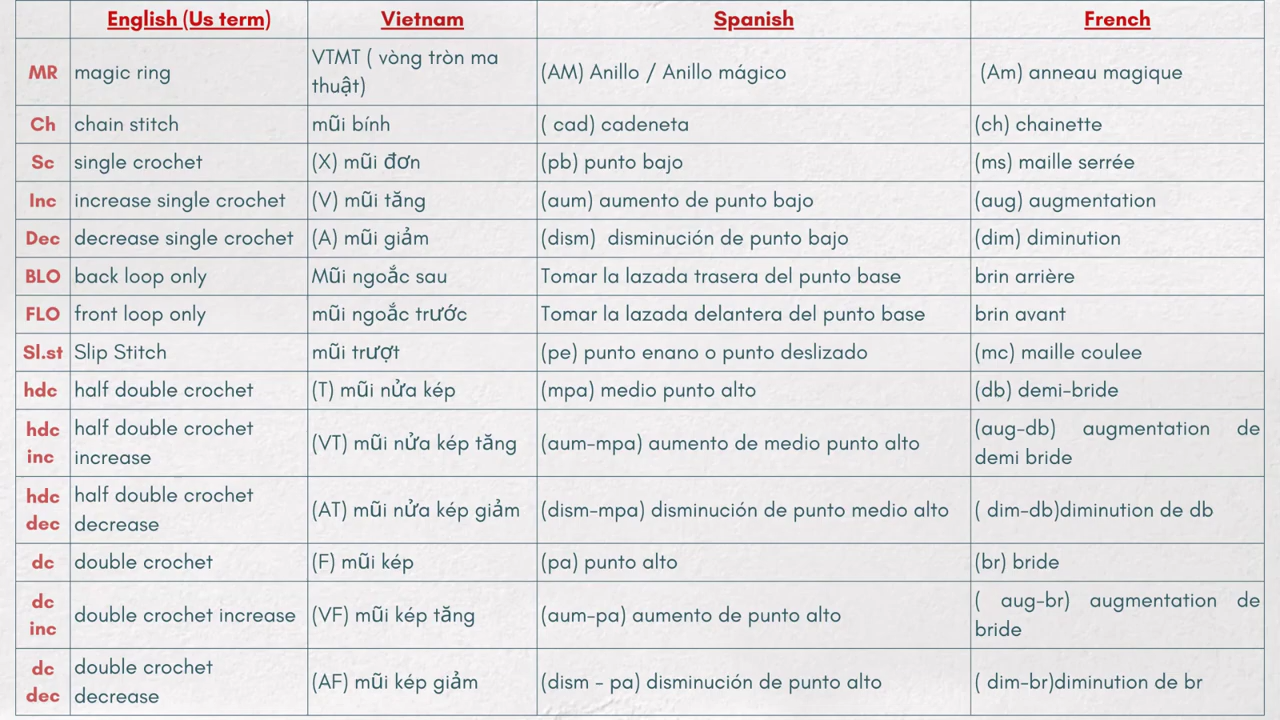 English (Us term) Vietnam Spanish French
MR magic ring VTMT ( vòng tròn ma thuật) (AM) Anillo / Anillo mágico (Am) anneau magique
Ch chain stitch mũi bính ( cad) cadeneta (ch) chainette
Sc single crochet (X) mũi đơn (pb) punto bajo (ms) maille serrée
Inc increase single crochet (V) mũi tăng (aum) aumento de punto bajo (aug) augmentation
Dec decrease single crochet (A) mũi giảm (dism) disminución de punto bajo (dim) diminution
BLO back loop only Mũi ngoắc sau Tomar la lazada trasera del punto base brin arrière
FLO front loop only mũi ngoắc trước Tomar la lazada delantera del punto base brin avant
Sl.st Slip Stitch mũi trượt (pe) punto enano o punto deslizado (mc) maille coulee
hdc half double crochet (T) mũi nửa kép (mpa) medio punto alto (db) demi-bride
hdc inc half double crochet increase (VT) mũi nửa kép tăng (aum-mpa) aumento de medio punto alto (aug-db) augmentation de demi bride
hdc dec half double crochet decrease (AT) mũi nửa kép giảm (dism-mpa) disminución de punto medio alto ( dim-db)diminution de db
dc double crochet (F) mũi kép (pa) punto alto (br) bride
dc inc double crochet increase (VF) mũi kép tăng (aum-pa) aumento de punto alto ( aug-br) augmentation de bride
dc dec double crochet decrease (AF) mũi kép giảm (dism - pa) disminución de punto alto ( dim-br)diminution de br